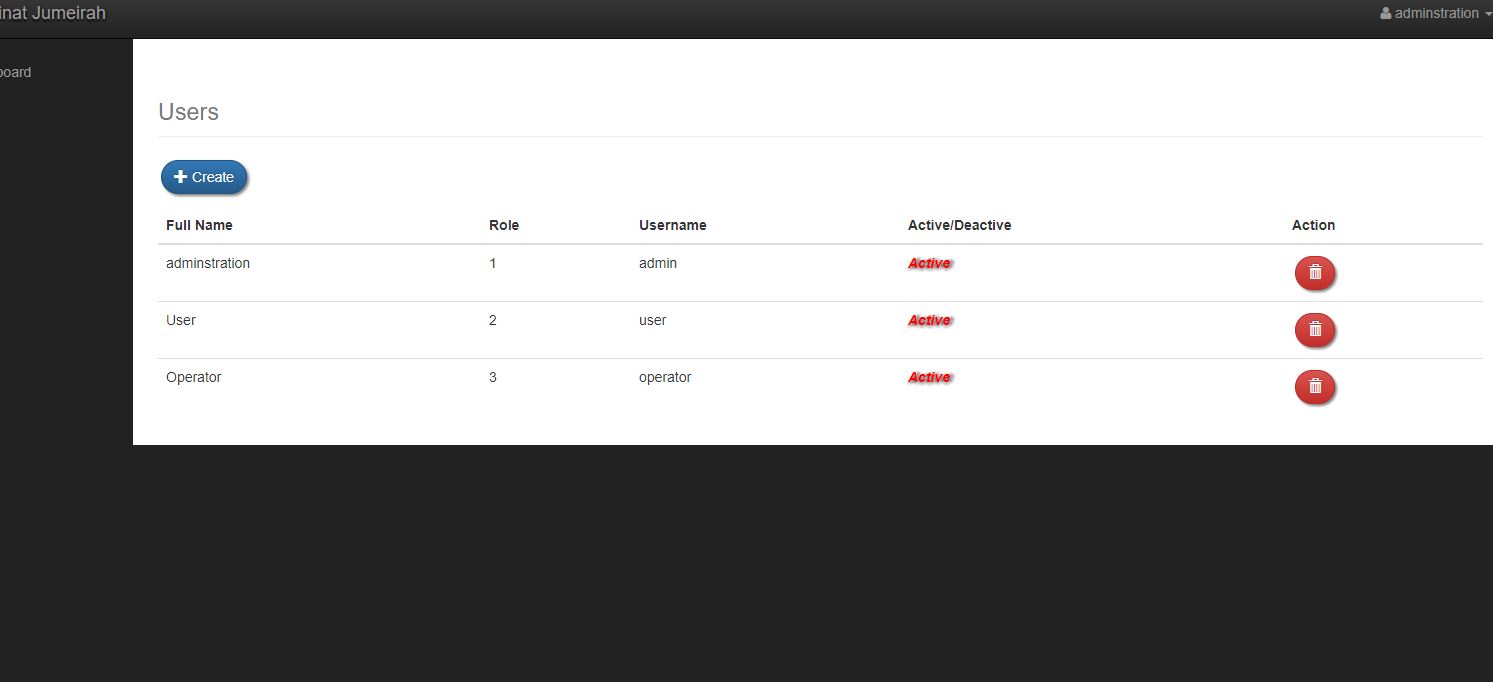 inat Jumeirah
adminstration
board
Users
Create
Full Name Role Username Active/Deactive Action
adminstration 1 admin Active
User 2 user Active
Operator 3 operator Active